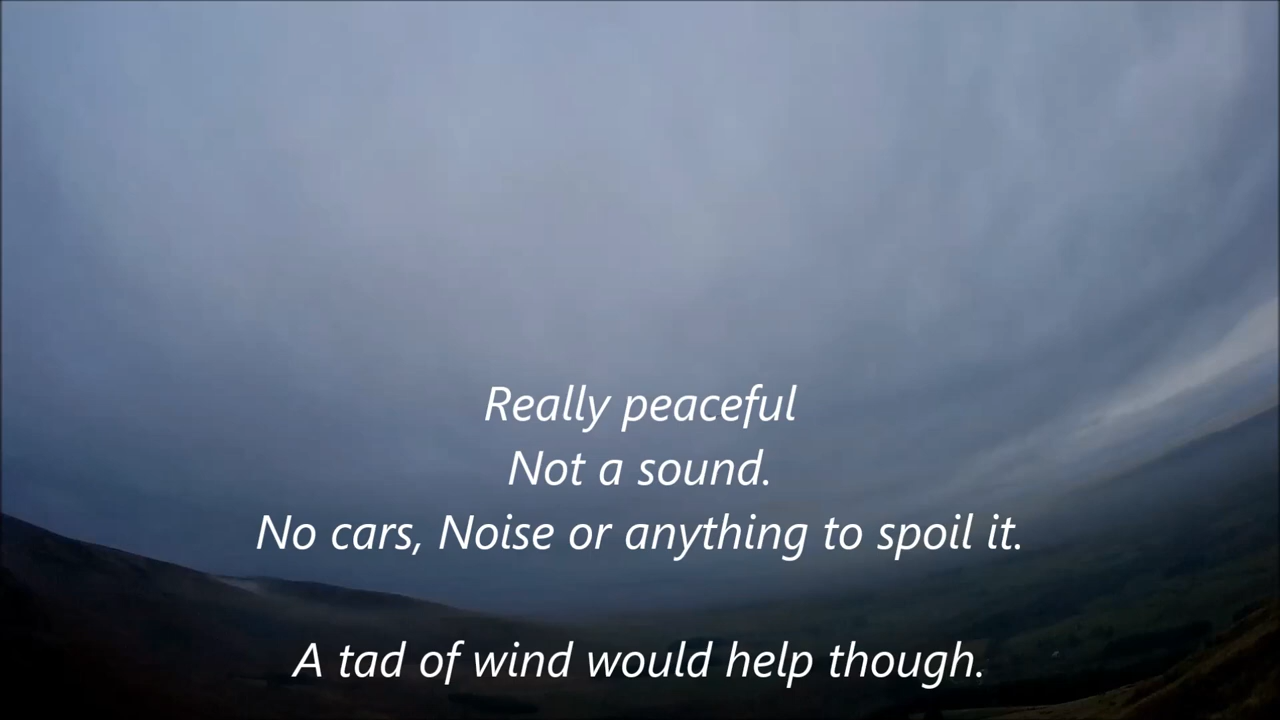 Really peaceful
Not a sound.
No cars, Noise or anything to spoil it.
A tad of wind would help though.